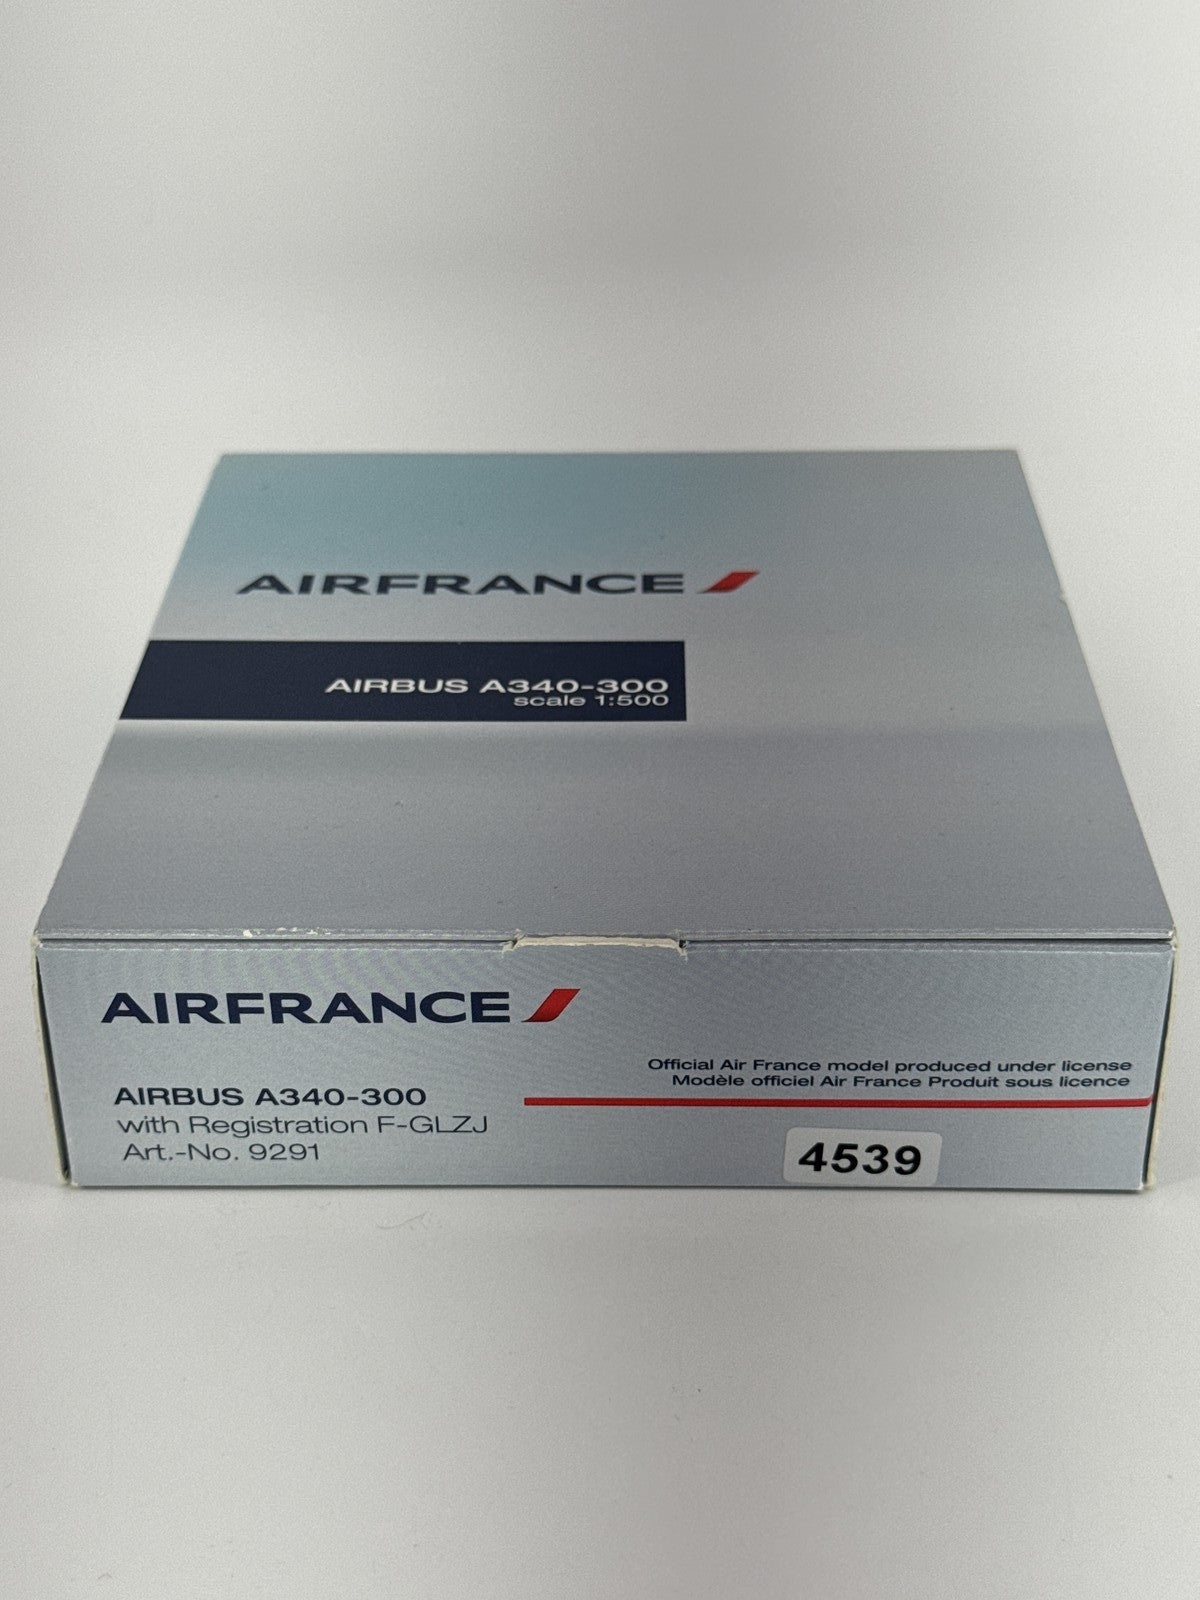 AIRFRANCE
AIRBUS A340-300
scale 1:500
AIRFRANCE
Official Air France model produced under license
Modèle officiel Air France Produit sous licence
AIRBUS A340-300
with Registration F-GLZJ
Art.-No. 9291
4539